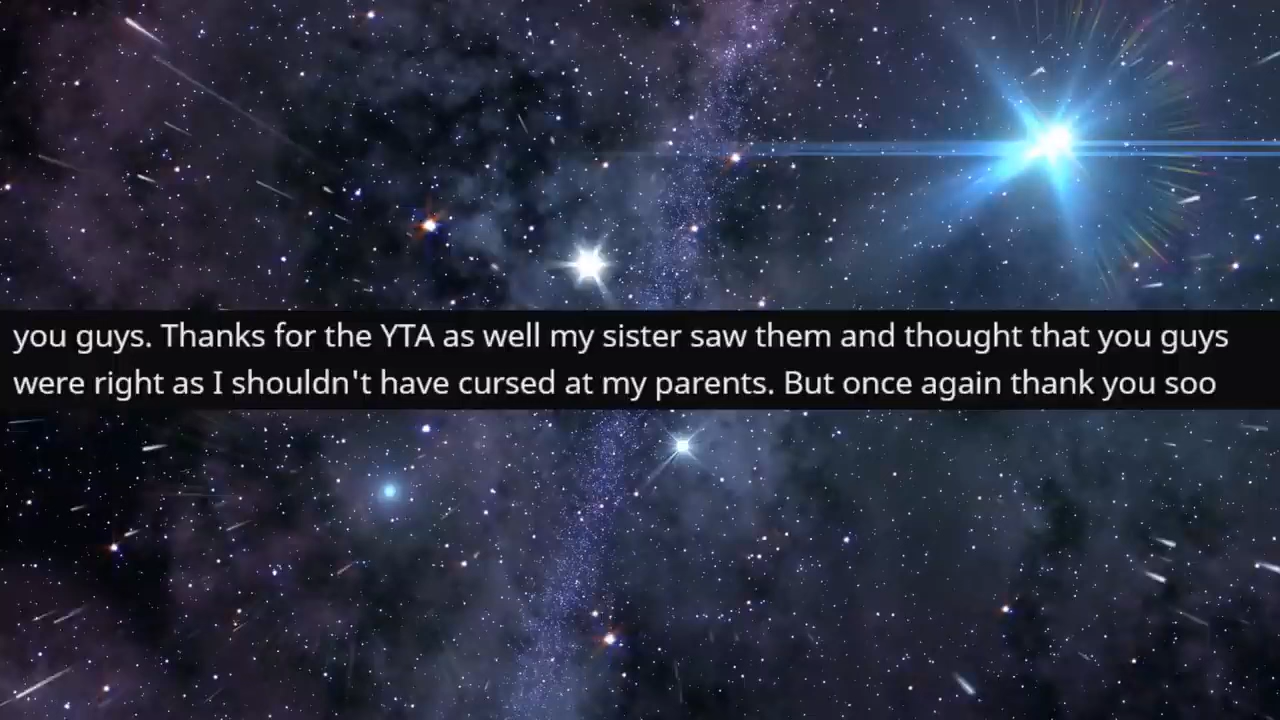 you guys. Thanks for the YTA as well my sister saw them and thought that you guys
were right as I shouldn't have cursed at my parents. But once again thank you soo